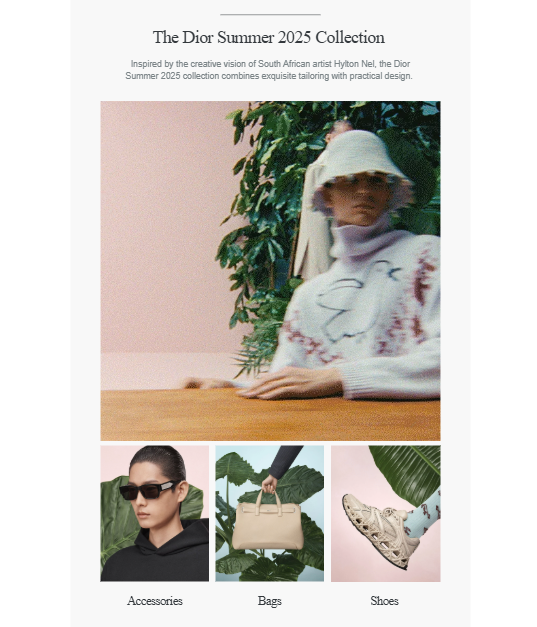 The Dior Summer 2025 Collection
Inspired by the creative vision of South African artist Hylton Nel, the Dior
Summer 2025 collection combines exquisite tailoring with practical design.
Accessories
Bags
Shoes